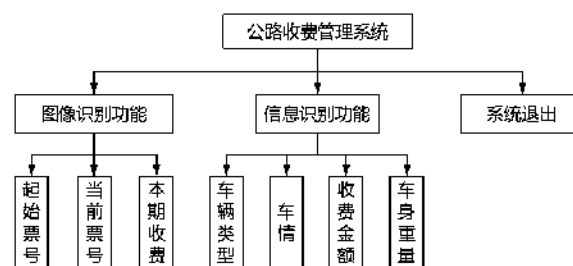 公路收费管理系统
图像识别功能
信息识别功能
系统退出
起始票号
当前票号
本期收费
车辆类型
车情
收费金额
车身重量